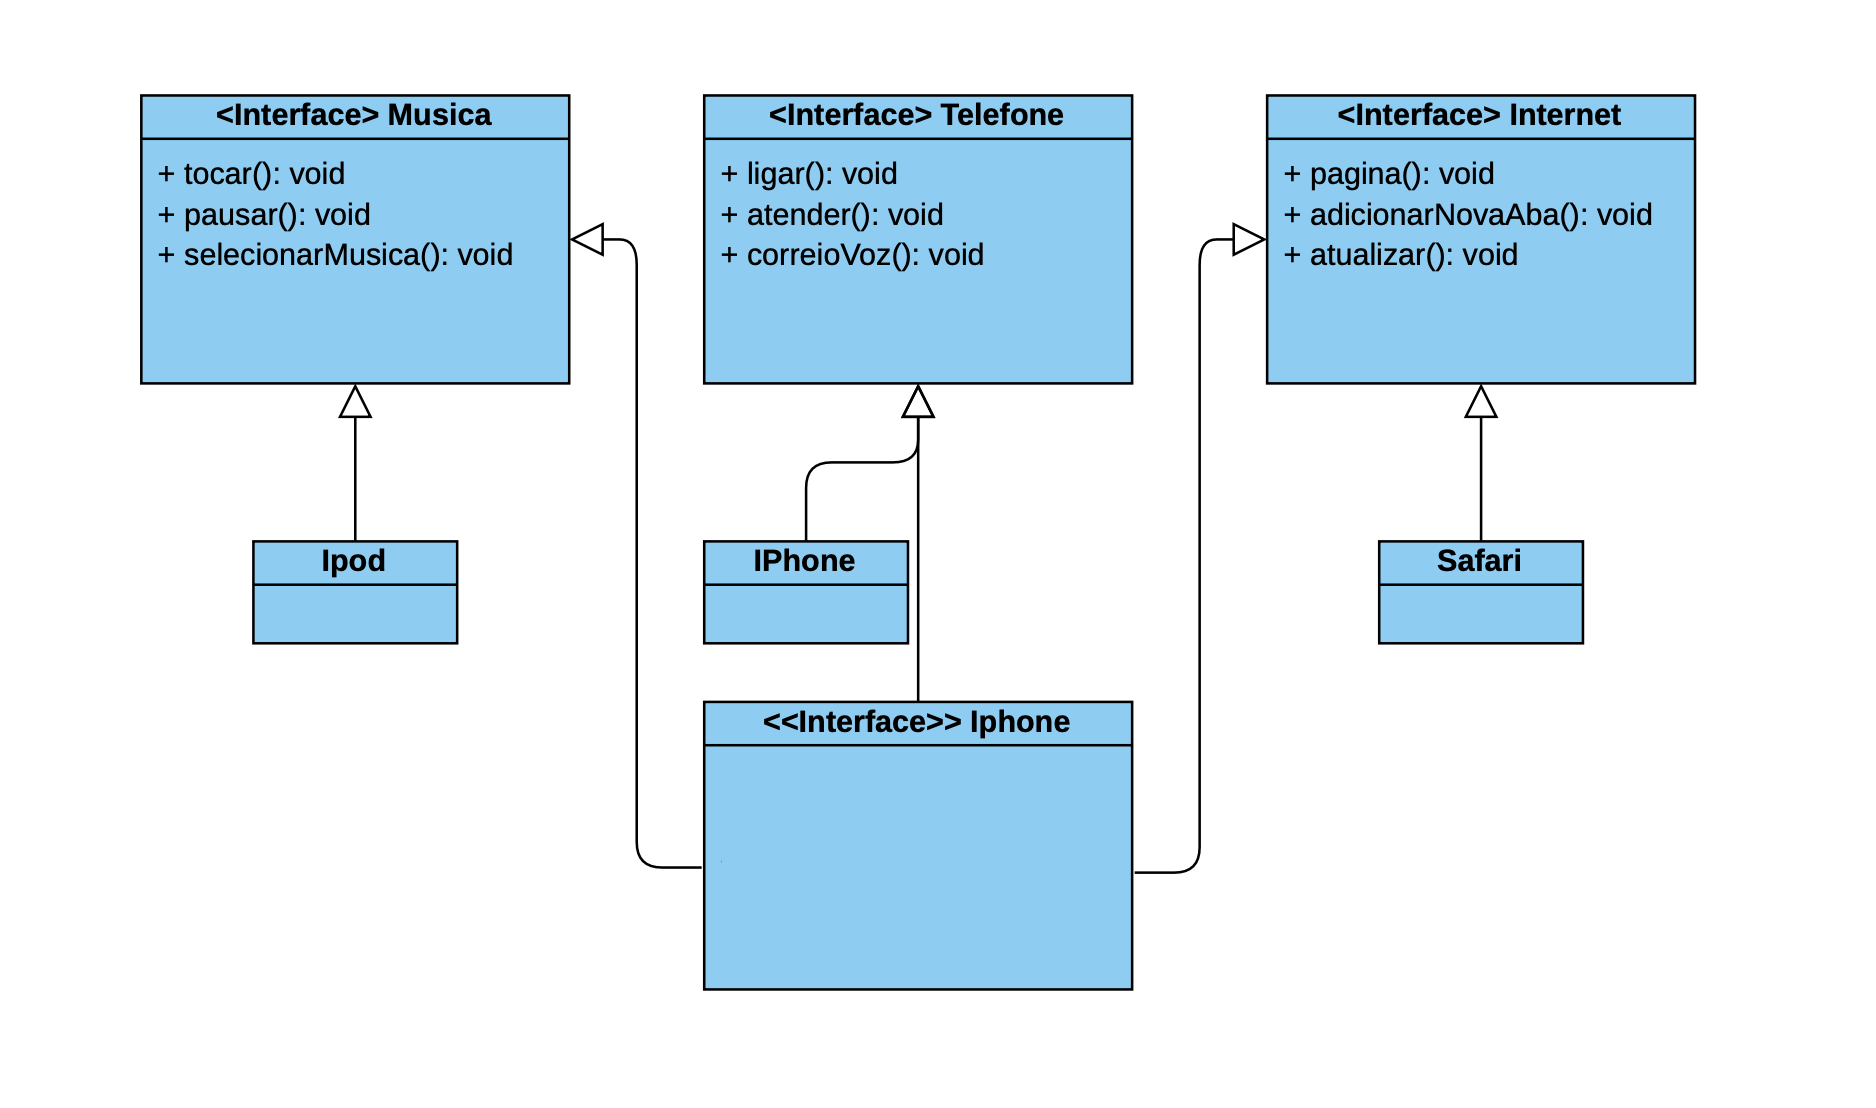 <Interface> Musica
+ tocar(): void
+ pausar(): void
+ selecionarMusica(): void
<Interface> Telefone
+ ligar(): void
+ atender(): void
+ correioVoz(): void
<Interface> Internet
+ pagina(): void
+ adicionarNovaAba(): void
+ atualizar(): void
Ipod
IPhone
Safari
<<Interface>> Iphone